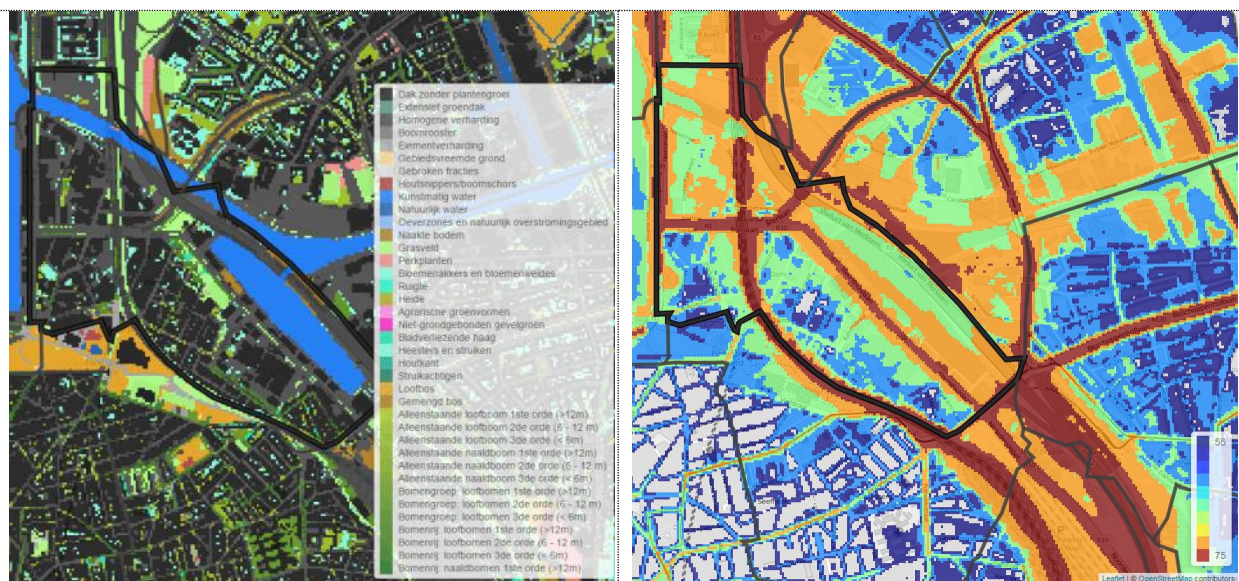 Dak zonder plantengroei
Extensief groendak
Homogene verharding
Boomrooster
Elementverharding
Gebiedsvreemde grond
Gebroken fracties
Houtsnippers/boomschors
Kunstmatig water
Natuurlijk water
Oeverzones en natuurlijk overstromingsgebied
Naakte bodem
Grasveld
Perkplanten
Bloemenakkers en bloemenweides
Ruigte
Heide
Agrarische groenvormen
Niet-grondgebonden gevelgroen
Bladverliezende haag
Heesters en struiken
Houtkant
Struikachtigen
Loofbos
Gemengd bos
Alleenstaande loofboom 1ste orde (>12m)
Alleenstaande loofboom 2de orde (6 - 12 m)
Alleenstaande loofboom 3de orde (< 6m)
Alleenstaande naaldboom 1ste orde (>12m)
Alleenstaande naaldboom 2de orde (6 - 12 m)
Alleenstaande naaldboom 3de orde (< 6m)
Bomengroep: loofbomen 1ste orde (>12m)
Bomengroep: loofbomen 2de orde (6 - 12 m)
Bomengroep: loofbomen 3de orde (< 6m)
Bomenrij: loofbomen 1ste orde (>12m)
Bomenrij: loofbomen 2de orde (6 - 12 m)
Bomenrij: loofbomen 3de orde (< 6m)
Bomenrij: naaldbomen 1ste orde (>12m)
R1
R10
55
75
Leaflet | © OpenStreetMap contributors